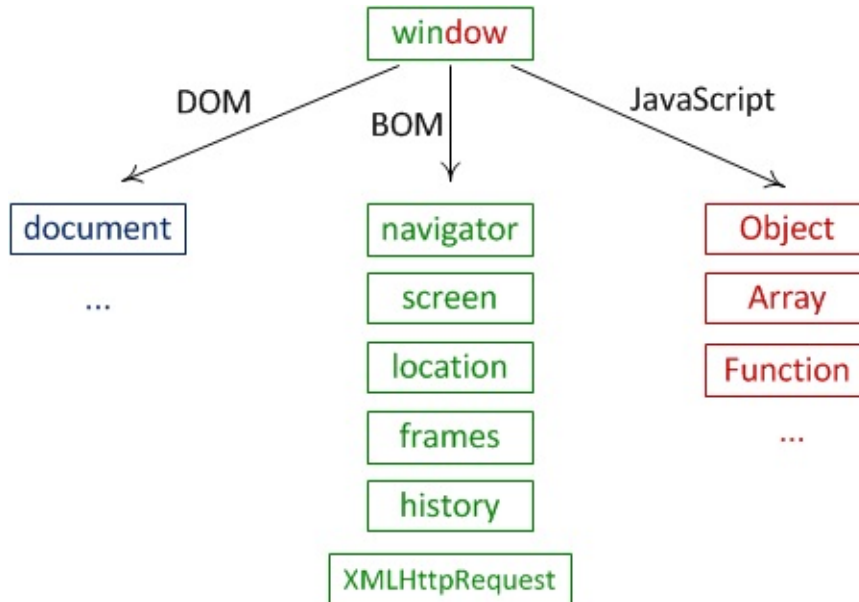 window
DOM
BOM
JavaScript
document
...
navigator
screen
location
frames
history
XMLHttpRequest
Object
Array
Function
...